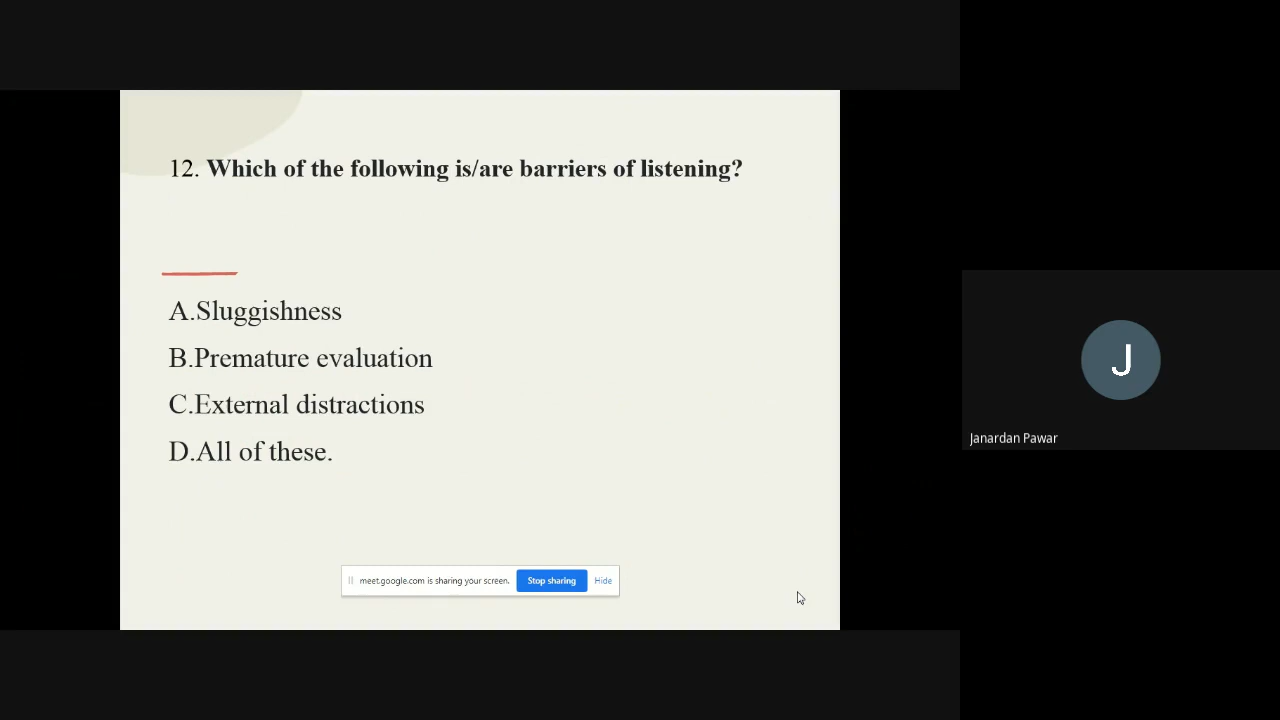 12. Which of the following is/are barriers of listening?
A.Sluggishness
B.Premature evaluation
C.External distractions
D.All of these.
meet.google.com is sharing your screen. Stop sharing Hide
J
Janardan Pawar